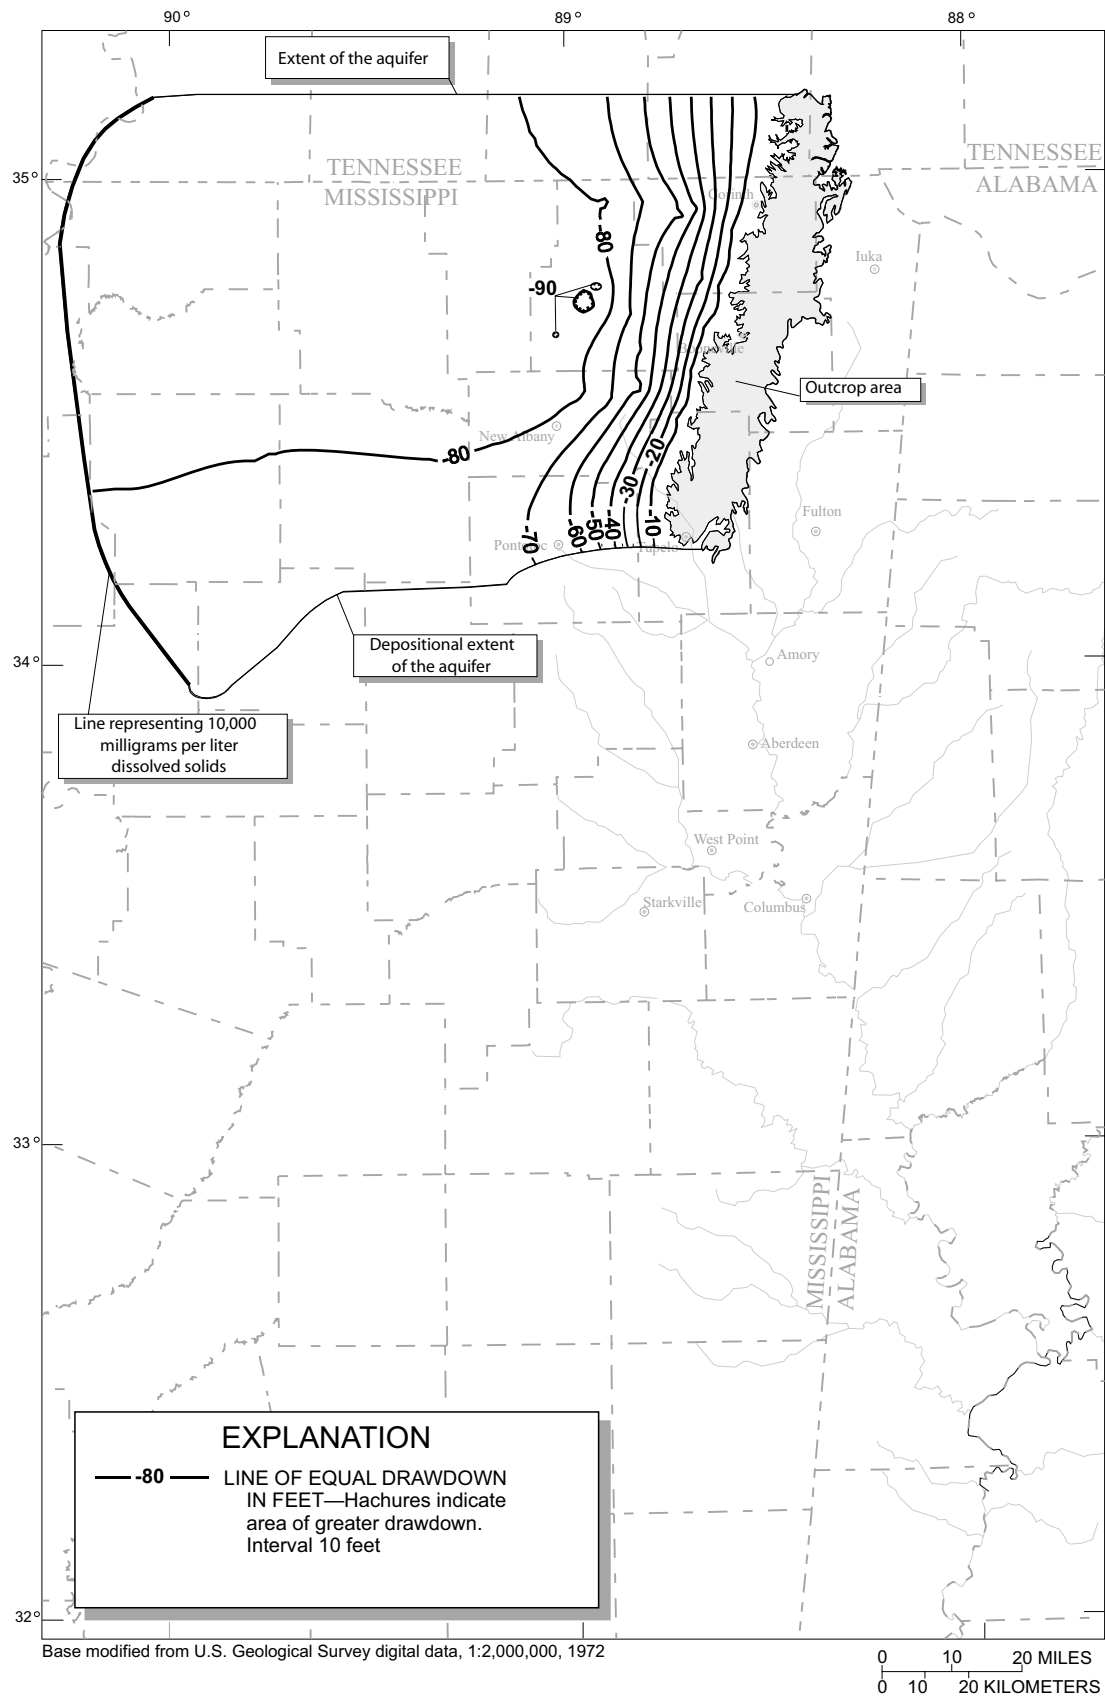 90°
89°
88°
Extent of the aquifer
35°
TENNESSEE
MISSISSIPPI
TENNESSEE
ALABAMA
Corinth
Iuka
-80
-90
Booneville
Outcrop area
New Albany
-80
-20
-30
-10
-40
-50
-60
-70
Fulton
Pontotoc
Tupelo
Depositional extent
of the aquifer
34°
Amory
Line representing 10,000
milligrams per liter
dissolved solids
Aberdeen
West Point
Starkville
Columbus
33°
MISSISSIPPI
ALABAMA
EXPLANATION
-80
LINE OF EQUAL DRAWDOWN
IN FEET—Hachures indicate
area of greater drawdown.
Interval 10 feet
32°
Base modified from U.S. Geological Survey digital data, 1:2,000,000, 1972
0 10 20 MILES
0 10 20 KILOMETERS